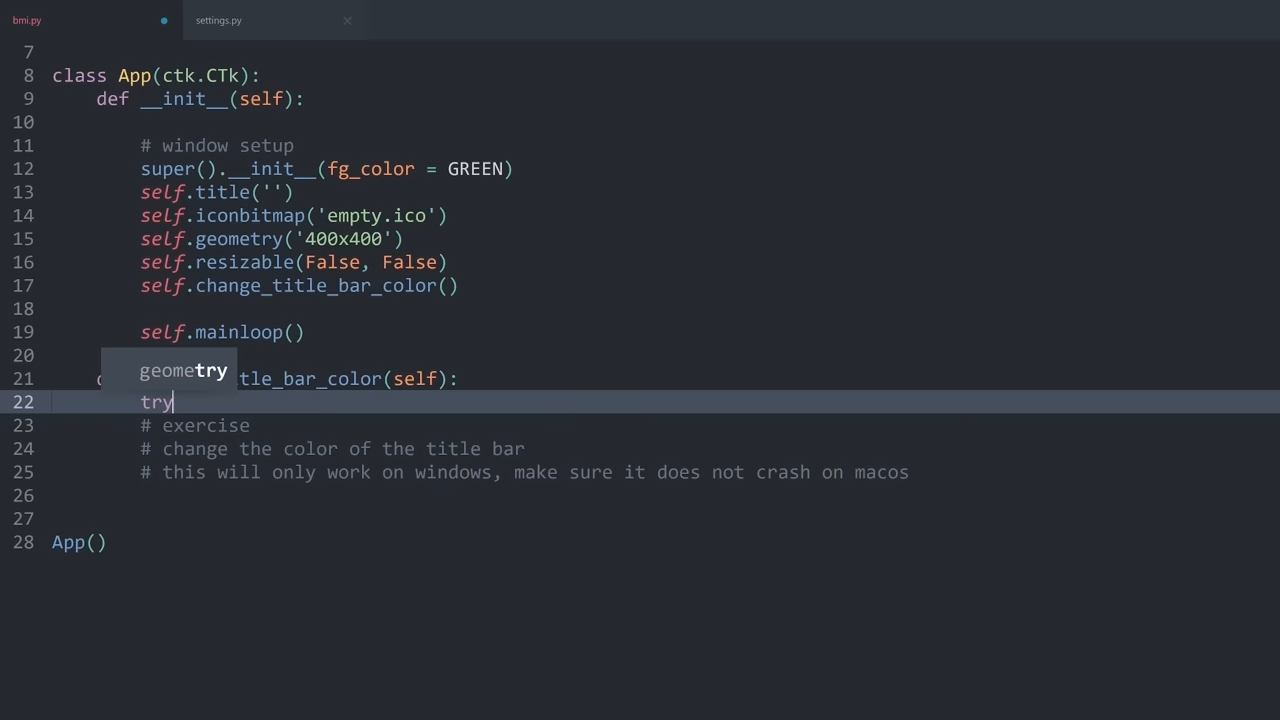 bmi.py settings.py
7
8 class App(ctk.CTk):
9 def __init__(self):
10
11 # window setup
12 super().__init__(fg_color = GREEN)
13 self.title('')
14 self.iconbitmap('empty.ico')
15 self.geometry('400x400')
16 self.resizable(False, False)
17 self.change_title_bar_color()
18
19 self.mainloop()
20
geometry
21 tle_bar_color(self):
22 try
23 # exercise
24 # change the color of the title bar
25 # this will only work on windows, make sure it does not crash on macos
26
27
28 App()